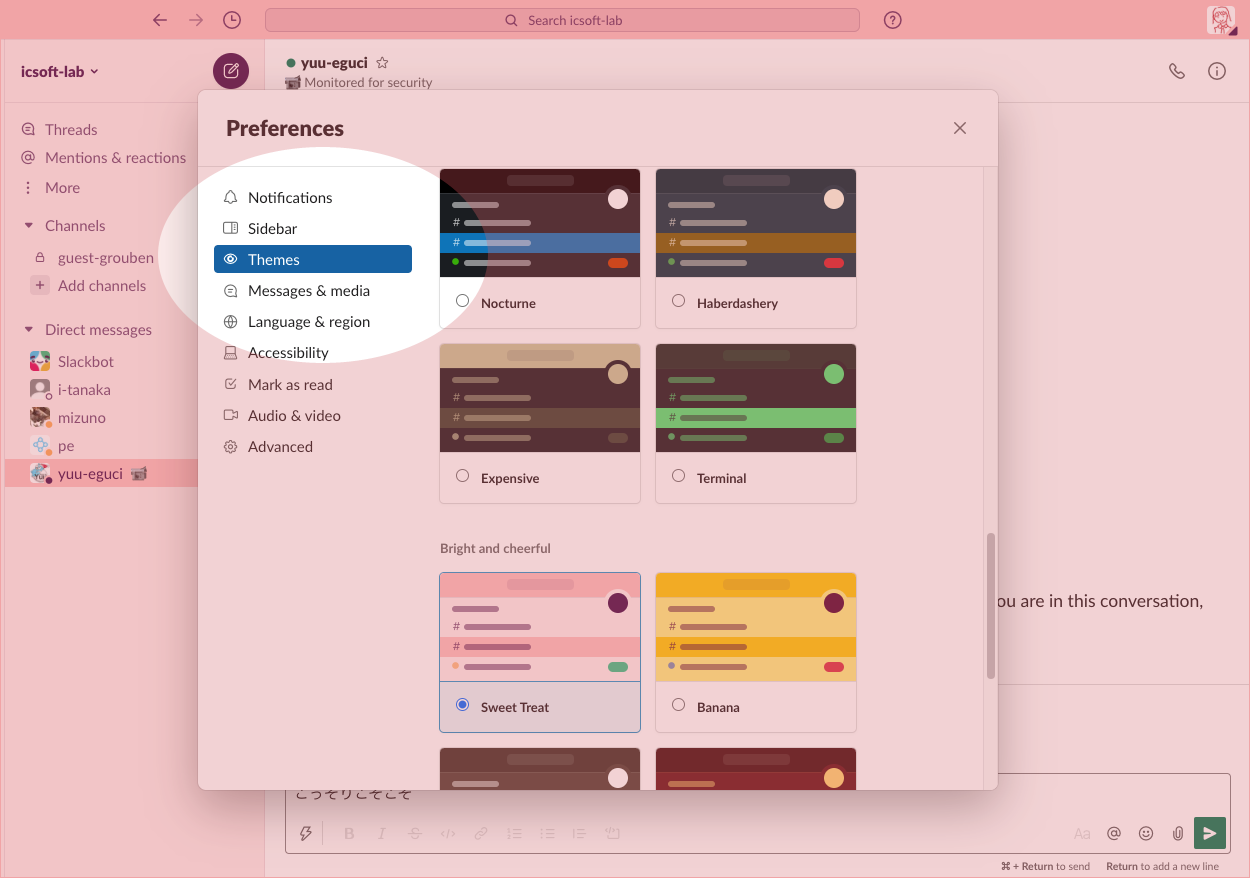 Search icsoft-lab
icsoft-lab
yuu-eguci
Monitored for security
Threads
Mentions & reactions
More
Channels
guest-grouben
Add channels
Direct messages
Slackbot
i-tanaka
mizuno
pe
yuu-eguci
Preferences
Notifications
Sidebar
Themes
Messages & media
Language & region
Accessibility
Mark as read
Audio & video
Advanced
#
#
Nocturne
#
#
Haberdashery
#
#
Expensive
#
#
Terminal
Bright and cheerful
#
#
Sweet Treat
#
#
Banana
ou are in this conversation,
こっそりこそこそ
B I S </> Aa @
⌘ + Return to send Return to add a new line